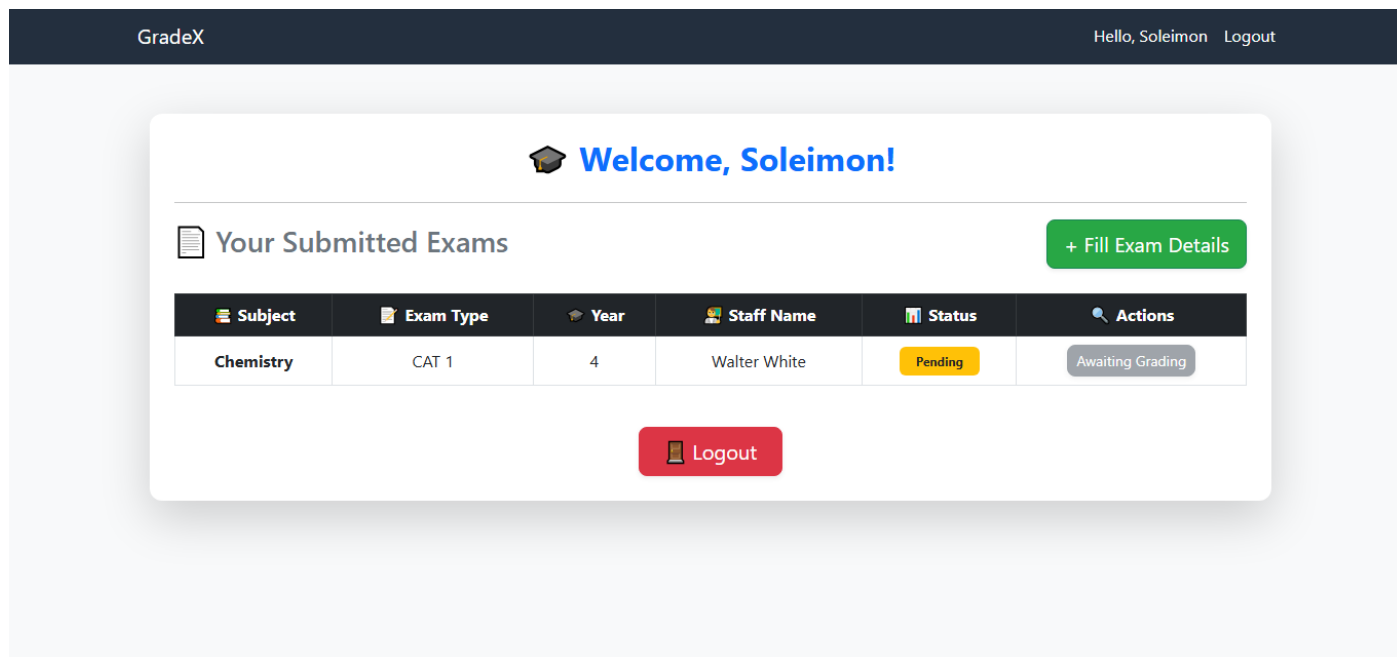 GradeX Hello, Soleimon Logout
🎓 Welcome, Soleimon!
📄 Your Submitted Exams + Fill Exam Details
📚 Subject 📝 Exam Type 🎓 Year 👨‍🏫 Staff Name 📊 Status 🔍 Actions
Chemistry CAT 1 4 Walter White Pending Awaiting Grading
🚪 Logout